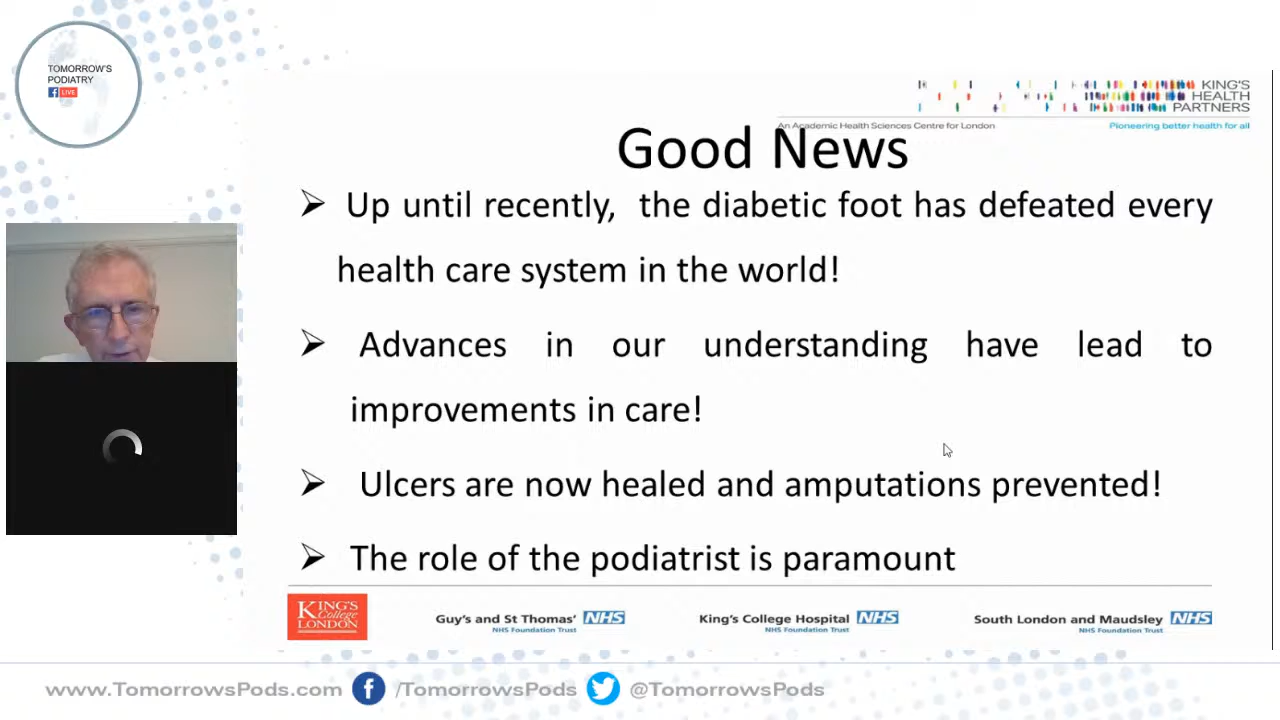 TOMORROW'S
PODIATRY
f LIVE
KING'S
HEALTH
PARTNERS
An Academic Health Sciences Centre for London
Pioneering better health for all
Good News
➢ Up until recently, the diabetic foot has defeated every
health care system in the world!
➢ Advances in our understanding have lead to
improvements in care!
➢ Ulcers are now healed and amputations prevented!
➢ The role of the podiatrist is paramount
KING'S
College
LONDON
Guy's and St Thomas' NHS
NHS Foundation Trust
King's College Hospital NHS
NHS Foundation Trust
South London and Maudsley NHS
NHS Foundation Trust
www.TomorrowsPods.com f /TomorrowsPods @TomorrowsPods